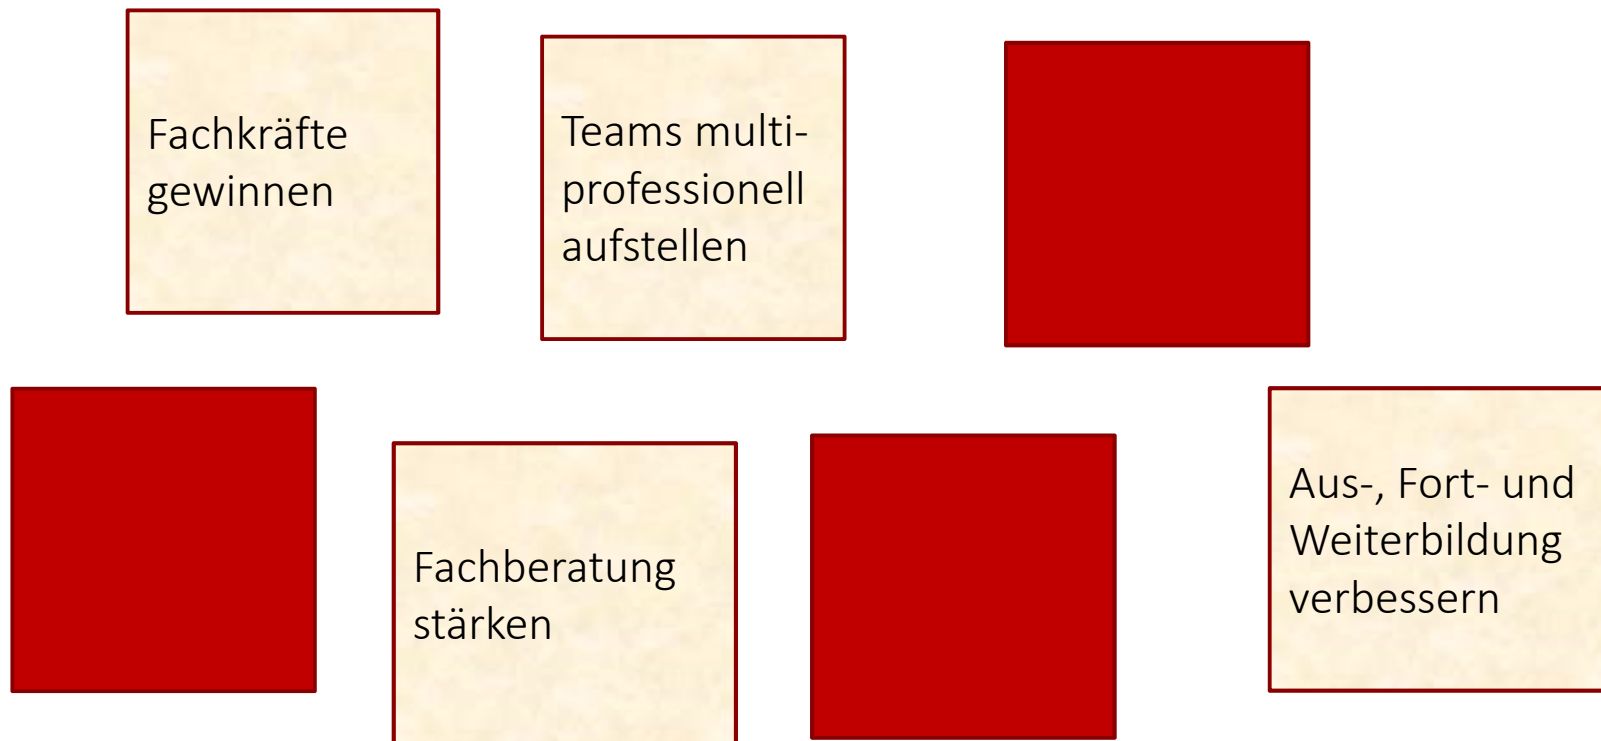 Fachkräfte
gewinnen
Teams multi-
professionell
aufstellen
Fachberatung
stärken
Aus-, Fort- und
Weiterbildung
verbessern